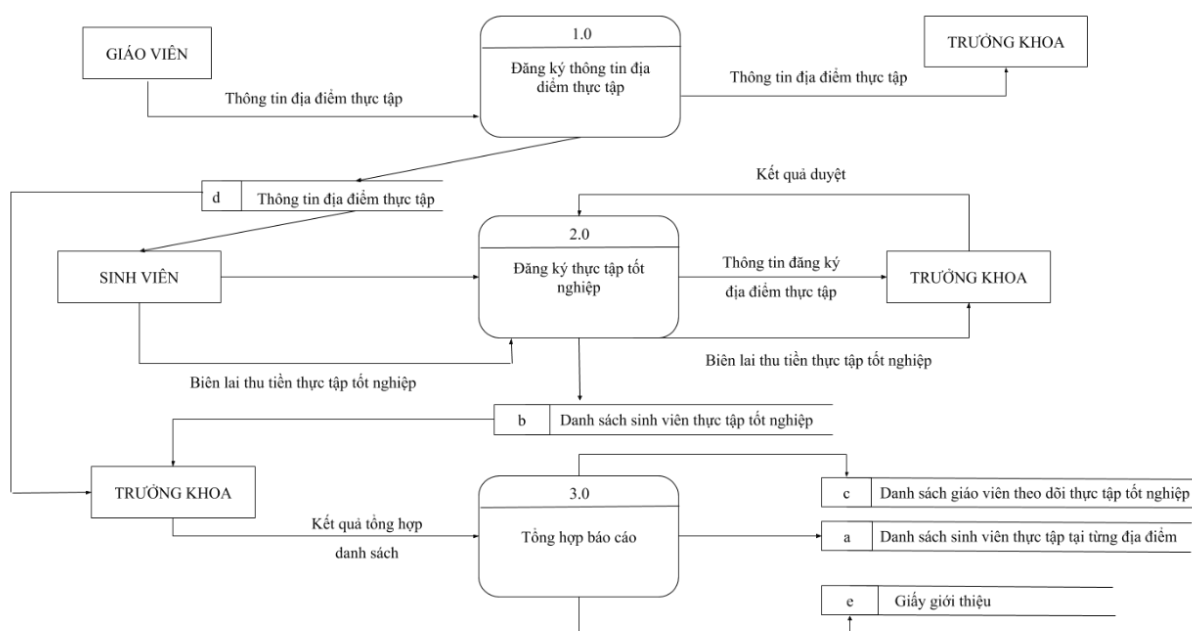 GIÁO VIÊN
1.0
Đăng ký thông tin địa
diểm thực tập
TRƯỞNG KHOA
Thông tin địa điểm thực tập
Thông tin địa điểm thực tập
d
Thông tin địa điểm thực tập
Kết quả duyệt
SINH VIÊN
2.0
Đăng ký thực tập tốt
nghiệp
Thông tin đăng ký
địa điểm thực tập
TRƯỞNG KHOA
Biên lai thu tiền thực tập tốt nghiệp
Biên lai thu tiền thực tập tốt nghiệp
b
Danh sách sinh viên thực tập tốt nghiệp
TRƯỞNG KHOA
Kết quả tổng hợp
danh sách
3.0
Tổng hợp báo cáo
c
Danh sách giáo viên theo dõi thực tập tốt nghiệp
a
Danh sách sinh viên thực tập tại từng địa điểm
e
Giấy giới thiệu